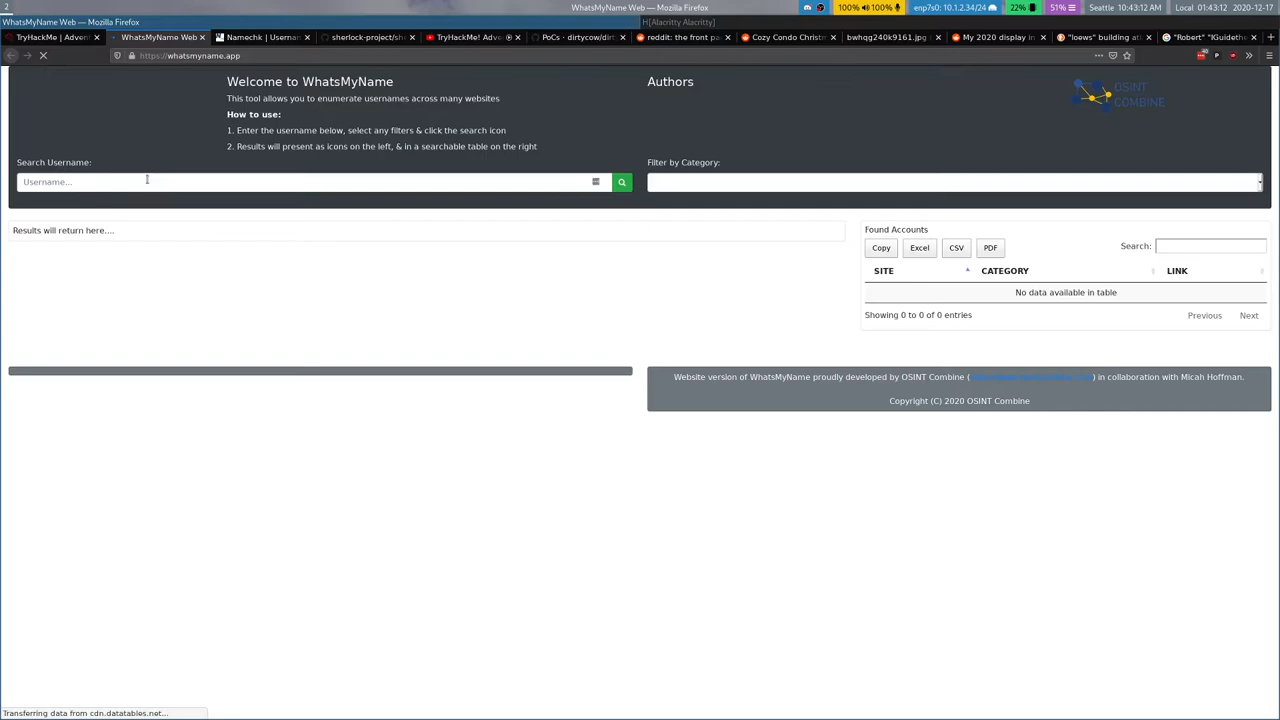 2
WhatsMyName Web — Mozilla Firefox
100% 100%
enp7s0: 10.1.2.34/24
22%
51%
Seattle 10:43:12 AM
Local 01:43:12
2020-12-17
WhatsMyName Web — Mozilla Firefox
H[Alacritty Alacritty]
TryHackMe | Advent
WhatsMyName Web
Namechk | Usernam
sherlock-project/she
TryHackMe! Adve
PoCs · dirtycow/dirt
reddit: the front pa
Cozy Condo Christm
bwhqg240k9161.jpg
My 2020 display in
"loews" building atl
"Robert" "IGuidethe
https://whatsmyname.app
Welcome to WhatsMyName
This tool allows you to enumerate usernames across many websites
How to use:
1. Enter the username below, select any filters & click the search icon
2. Results will present as icons on the left, & in a searchable table on the right
Authors
OSINT
COMBINE
Search Username:
Username...
Filter by Category:
Results will return here....
Found Accounts
Copy
Excel
CSV
PDF
Search:
SITE
CATEGORY
LINK
No data available in table
Showing 0 to 0 of 0 entries
Previous
Next
Website version of WhatsMyName proudly developed by OSINT Combine ( ) in collaboration with Micah Hoffman.
Copyright (C) 2020 OSINT Combine
Transferring data from cdn.datatables.net...